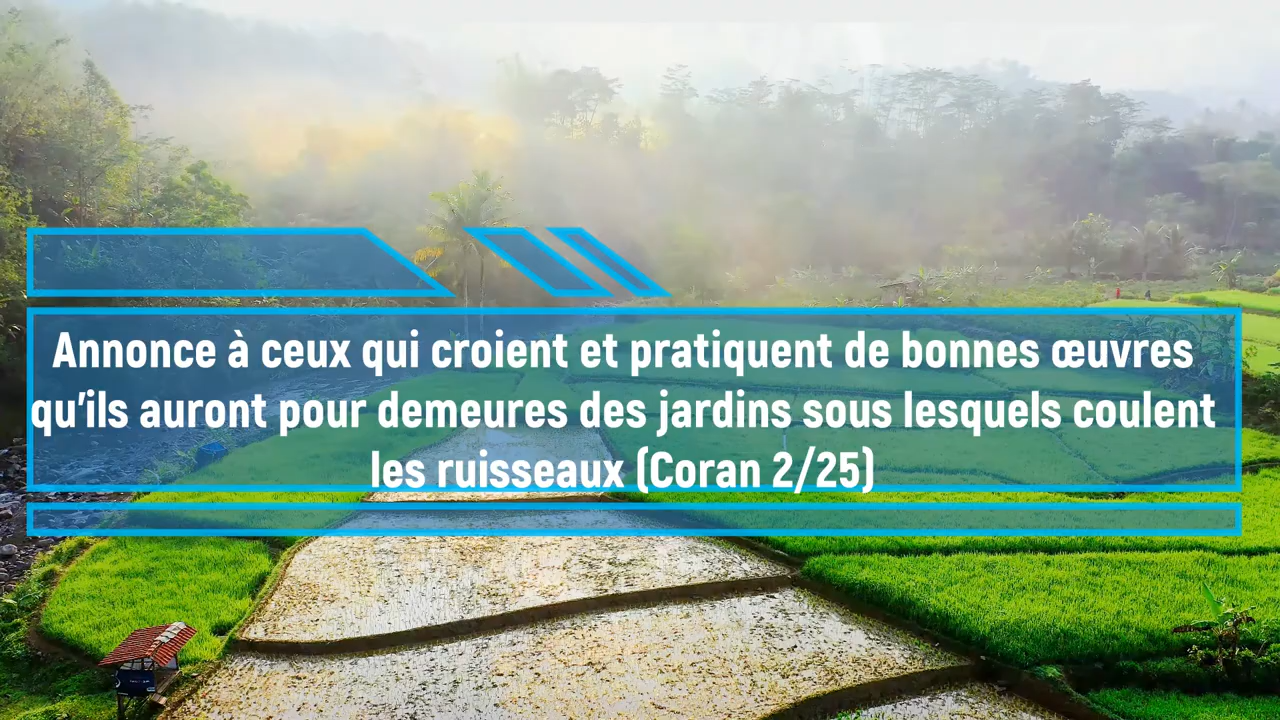 Annonce à ceux qui croient et pratiquent de bonnes œuvres
qu'ils auront pour demeures des jardins sous lesquels coulent
les ruisseaux (Coran 2/25)